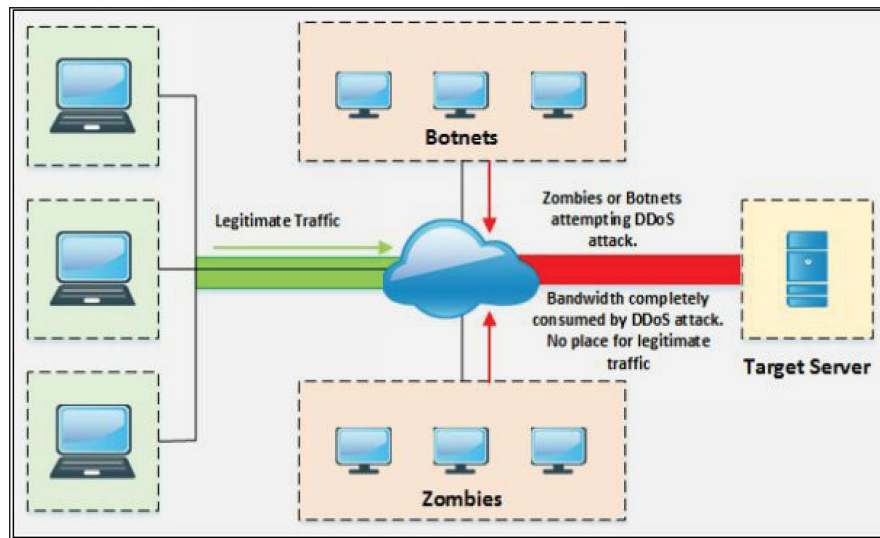 Botnets
Legitimate Traffic
Zombies or Botnets
attempting DDoS
attack.
Bandwidth completely
consumed by DDoS attack.
No place for legitimate
traffic
Target Server
Zombies